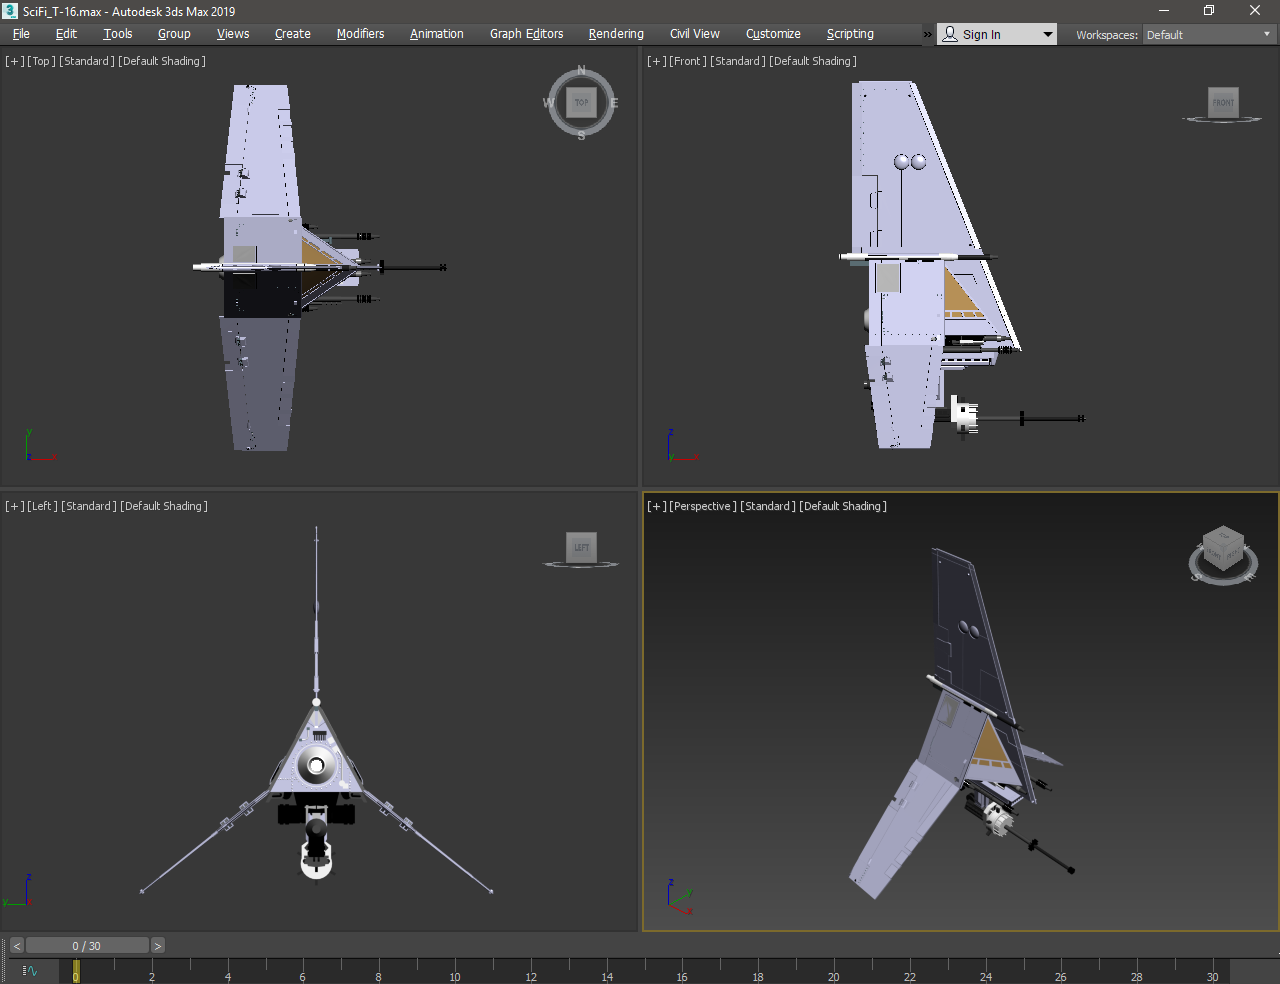 SciFi_T-16.max - Autodesk 3ds Max 2019
File Edit Tools Group Views Create Modifiers Animation Graph Editors Rendering Civil View Customize Scripting » Sign In Workspaces: Default
[+] [Top] [Standard] [Default Shading]
N
W TOP E
S
y
z x
[+] [Front] [Standard] [Default Shading]
FRONT
z
y x
[+] [Left] [Standard] [Default Shading]
LEFT
z
y
[+] [Perspective] [Standard] [Default Shading]
TOP
FRONT
S E
z
y
x
< 0 / 30 >
0 2 4 6 8 10 12 14 16 18 20 22 24 26 28 30